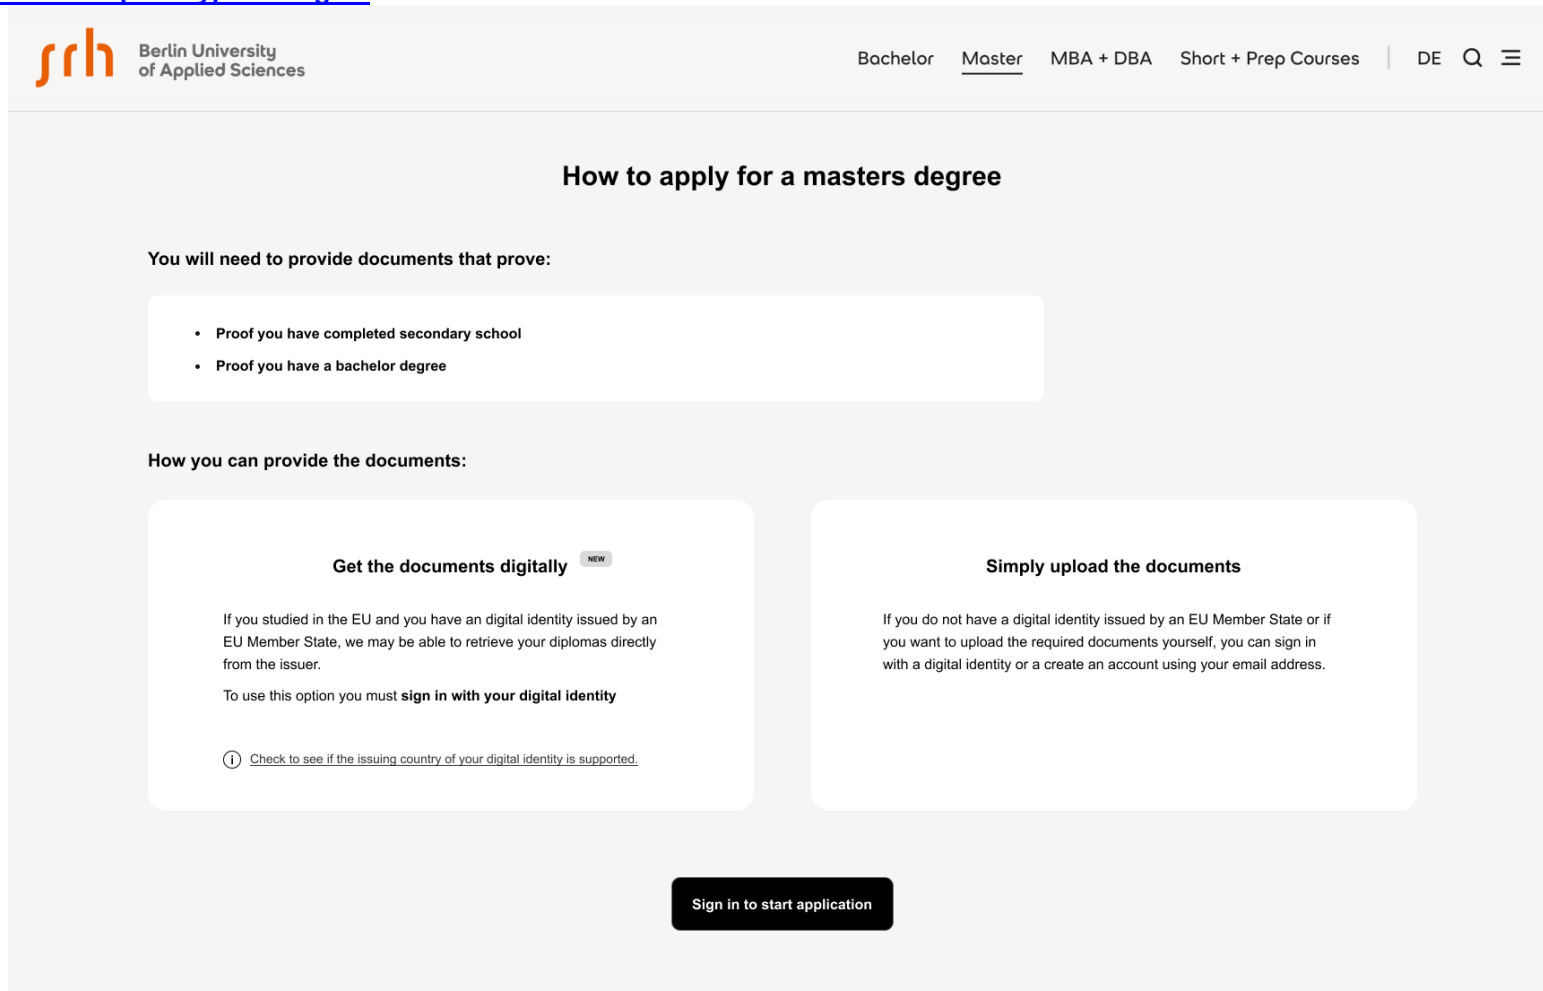 srh
Berlin University
of Applied Sciences
Bachelor Master MBA + DBA Short + Prep Courses DE
How to apply for a masters degree
You will need to provide documents that prove:
• Proof you have completed secondary school
• Proof you have a bachelor degree
How you can provide the documents:
Get the documents digitally NEW
If you studied in the EU and you have an digital identity issued by an
EU Member State, we may be able to retrieve your diplomas directly
from the issuer.
To use this option you must sign in with your digital identity
Check to see if the issuing country of your digital identity is supported.
Simply upload the documents
If you do not have a digital identity issued by an EU Member State or if
you want to upload the required documents yourself, you can sign in
with a digital identity or a create an account using your email address.
Sign in to start application